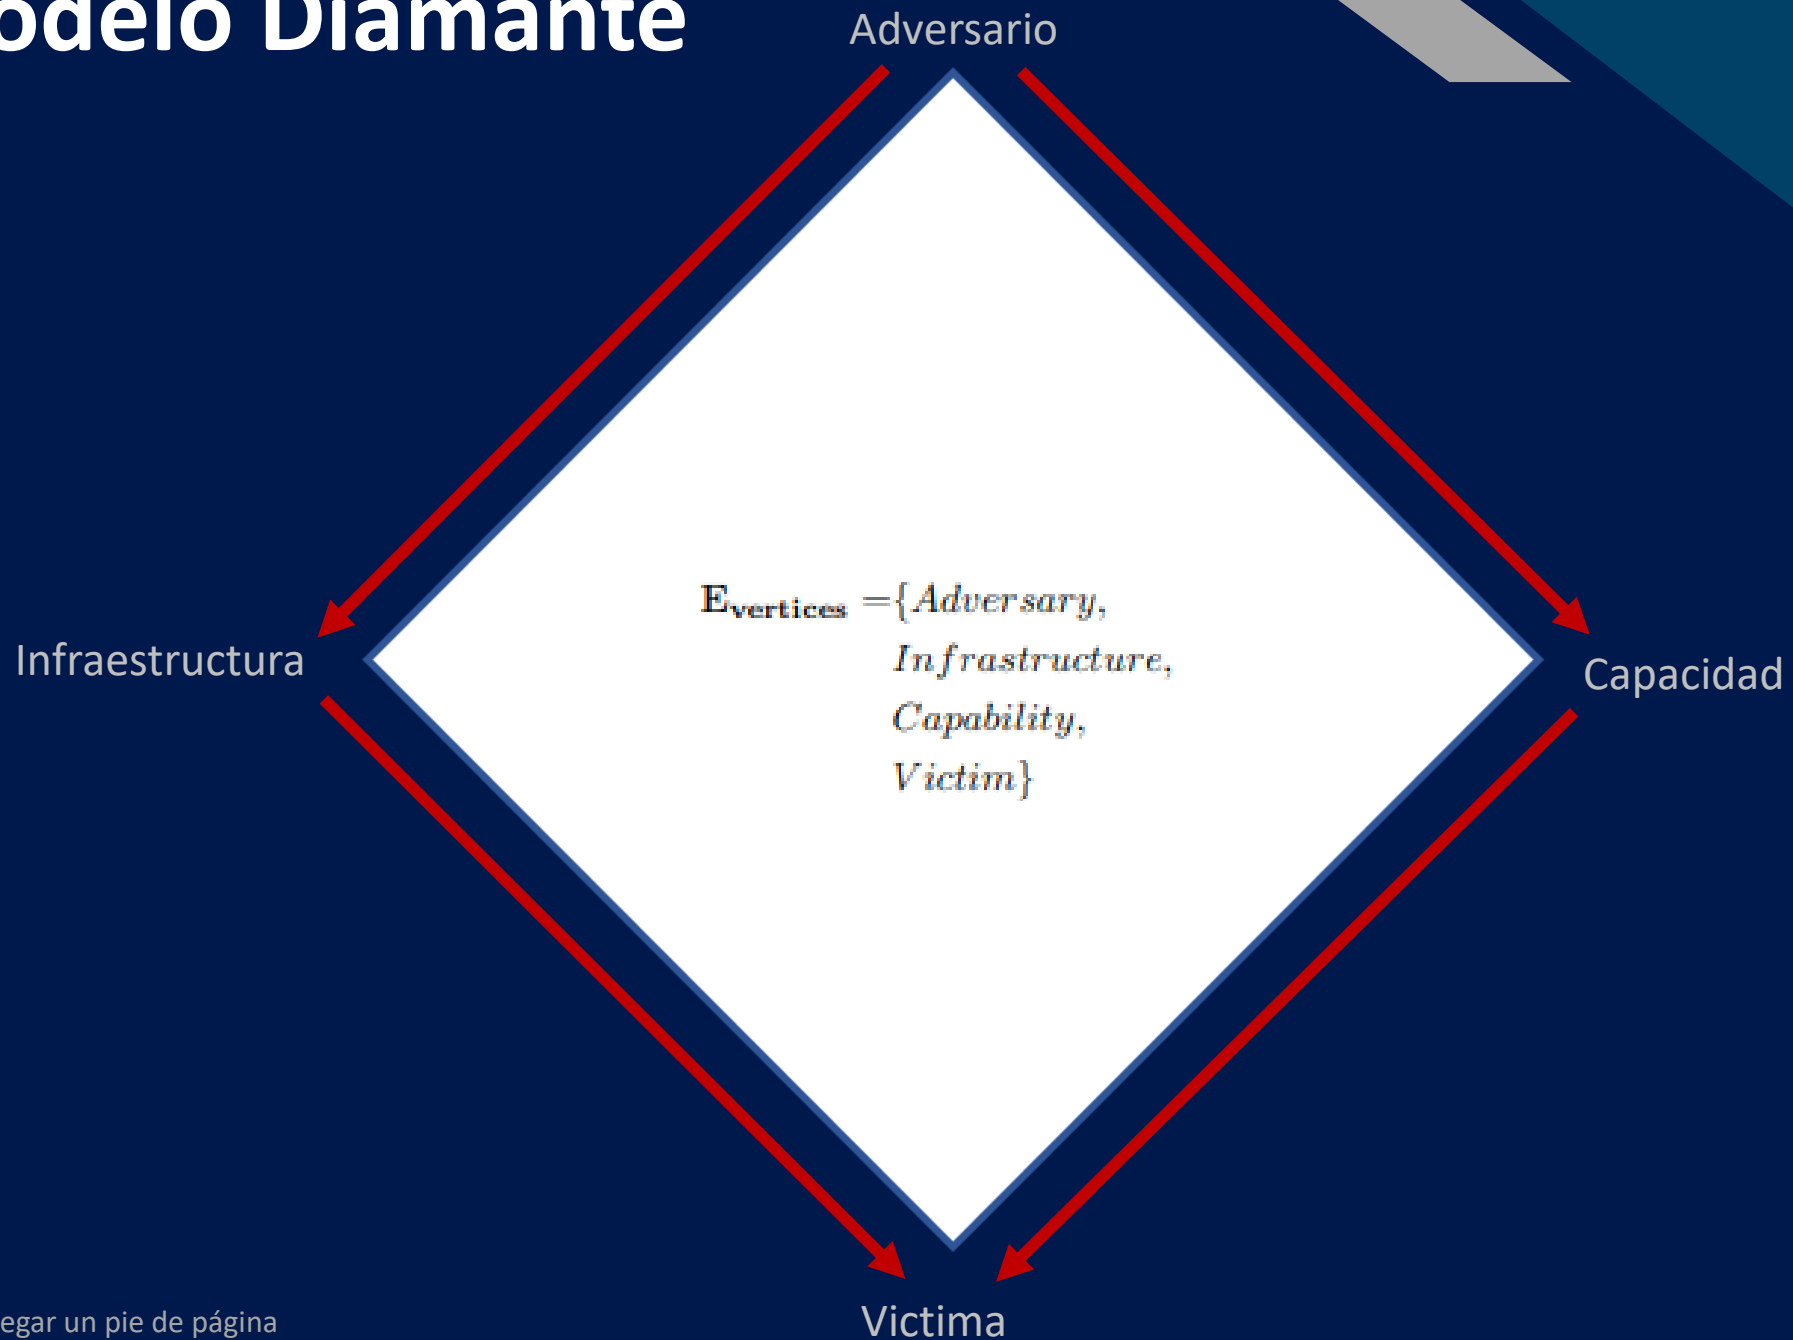 odelo Diamante
Adversario
E_vertices ={Adversary,
Infrastructure,
Capability,
Victim}
Infraestructura
Capacidad
Victima
egar un pie de página